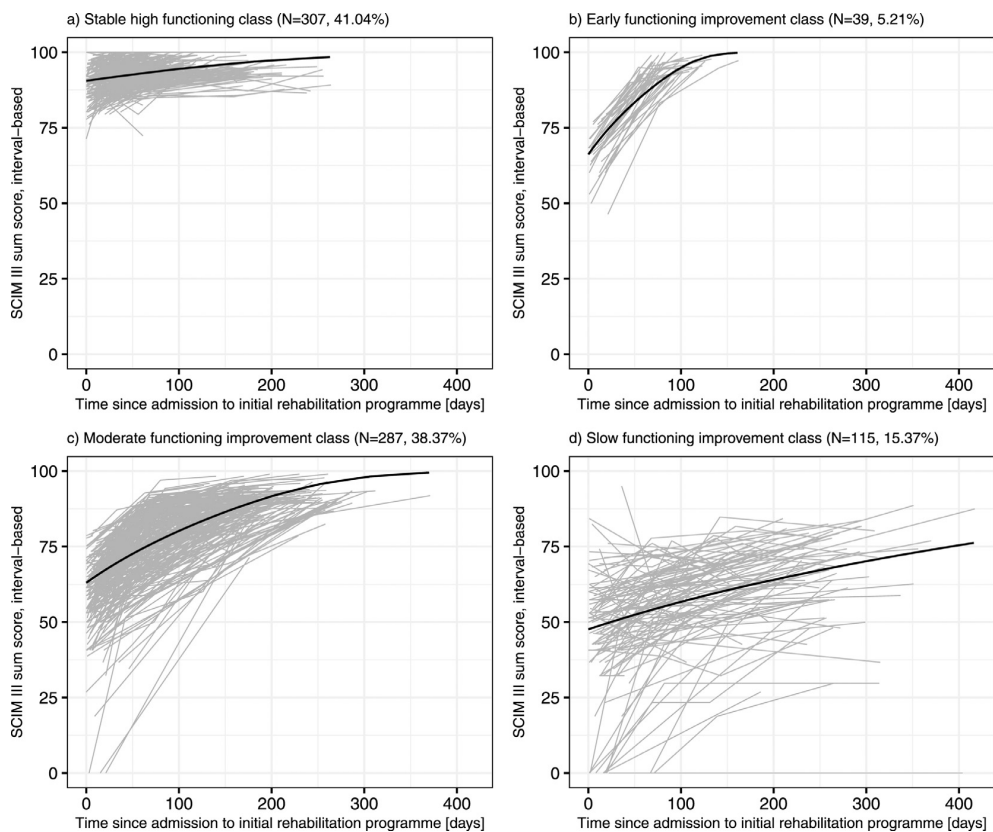 a) Stable high functioning class (N=307, 41.04%)
SCIM III sum score, interval−based
100
75
50
25
0
0 100 200 300 400
Time since admission to initial rehabilitation programme [days]
b) Early functioning improvement class (N=39, 5.21%)
SCIM III sum score, interval−based
100
75
50
25
0
0 100 200 300 400
Time since admission to initial rehabilitation programme [days]
c) Moderate functioning improvement class (N=287, 38.37%)
SCIM III sum score, interval−based
100
75
50
25
0
0 100 200 300 400
Time since admission to initial rehabilitation programme [days]
d) Slow functioning improvement class (N=115, 15.37%)
SCIM III sum score, interval−based
100
75
50
25
0
0 100 200 300 400
Time since admission to initial rehabilitation programme [days]